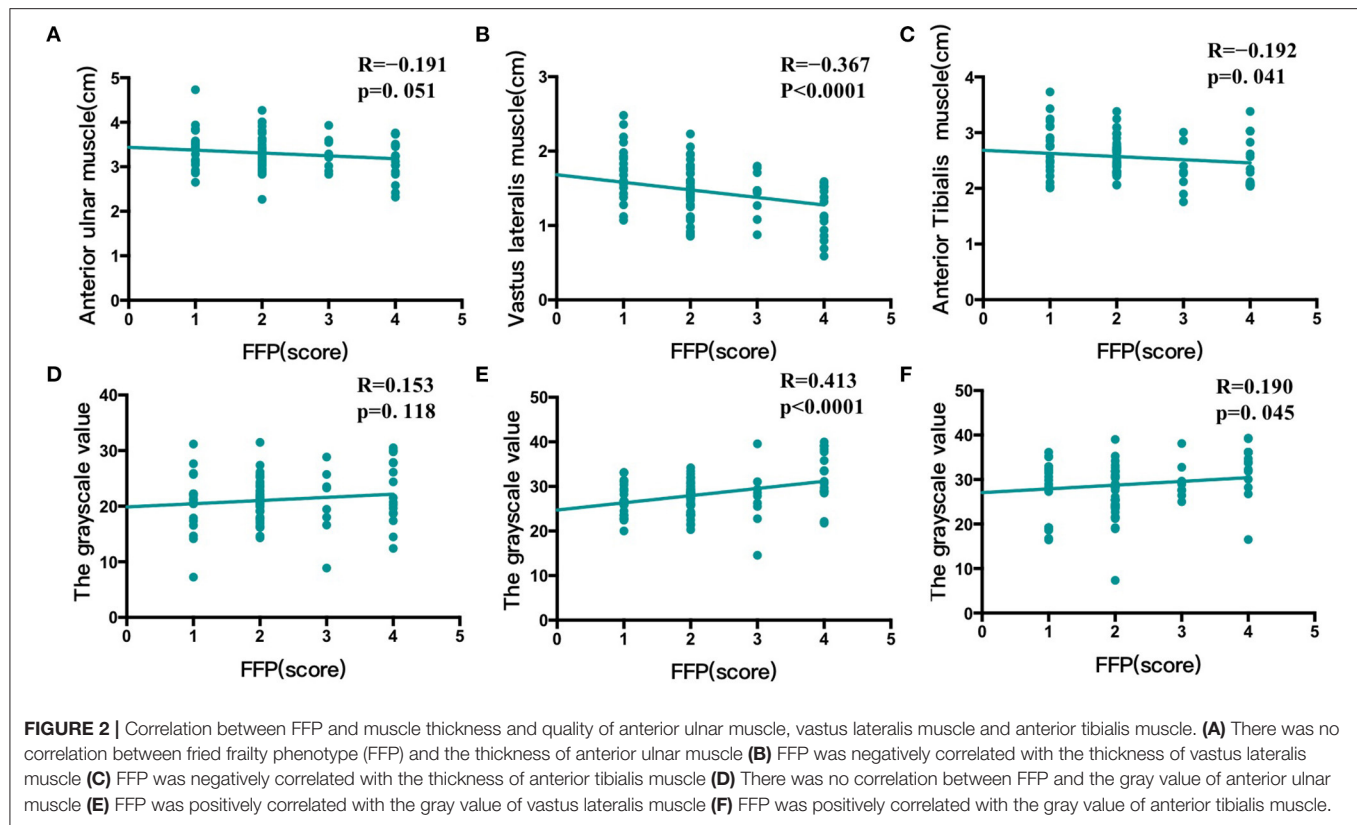 A
R=−0.191
p=0. 051
Anterior ulnar muscle(cm)
5
4
3
2
1
0
0 1 2 3 4 5
FFP(score)
B
R=−0.367
P<0.0001
Vastus lateralis muscle(cm)
3
2
1
0
0 1 2 3 4 5
FFP(score)
C
R=−0.192
p=0. 041
Anterior Tibialis muscle(cm)
4
3
2
1
0
0 1 2 3 4 5
FFP(score)
D
R=0.153
p=0. 118
The grayscale value
40
30
20
10
0
0 1 2 3 4 5
FFP(score)
E
R=0.413
p<0.0001
The grayscale value
50
40
30
20
10
0
0 1 2 3 4 5
FFP(score)
F
R=0.190
p=0. 045
The grayscale value
50
40
30
20
10
0
0 1 2 3 4 5
FFP(score)
FIGURE 2 | Correlation between FFP and muscle thickness and quality of anterior ulnar muscle, vastus lateralis muscle and anterior tibialis muscle. (A) There was no
correlation between fried frailty phenotype (FFP) and the thickness of anterior ulnar muscle (B) FFP was negatively correlated with the thickness of vastus lateralis
muscle (C) FFP was negatively correlated with the thickness of anterior tibialis muscle (D) There was no correlation between FFP and the gray value of anterior ulnar
muscle (E) FFP was positively correlated with the gray value of vastus lateralis muscle (F) FFP was positively correlated with the gray value of anterior tibialis muscle.